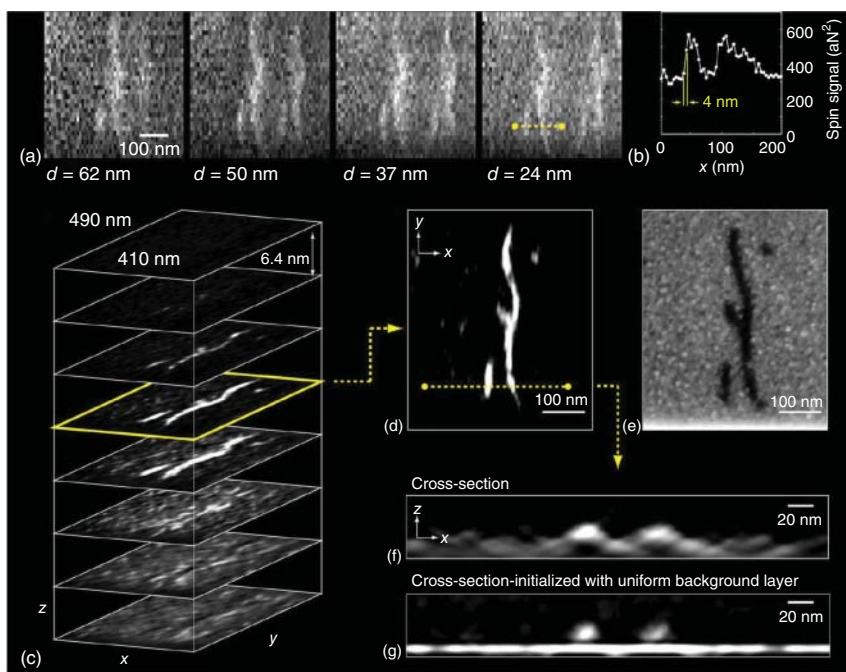 (a)
100 nm
d = 62 nm
d = 50 nm
d = 37 nm
d = 24 nm
(b)
4 nm
600
400
200
0
Spin signal (aN²)
0
100
200
x (nm)
490 nm
410 nm
6.4 nm
z
x
y
(c)
y
x
100 nm
(d)
100 nm
(e)
Cross-section
z
x
20 nm
(f)
Cross-section-initialized with uniform background layer
20 nm
(g)